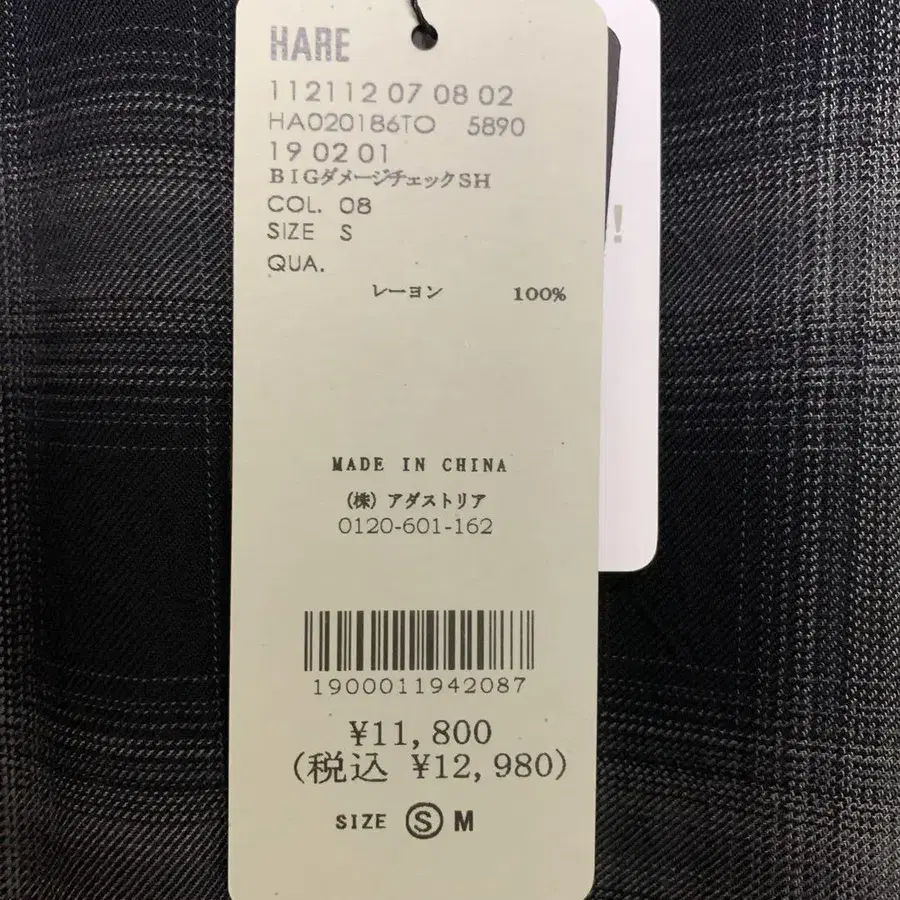 HARE
112112 07 08 02
HA020186TO 5890
19 02 01
BIGダメージチェックSH
COL. 08
SIZE S
QUA.
レーヨン 100%
!
MADE IN CHINA
(株) アダストリア
0120-601-162
1900011942087
¥11,800
(税込 ¥12,980)
SIZE Ⓢ M